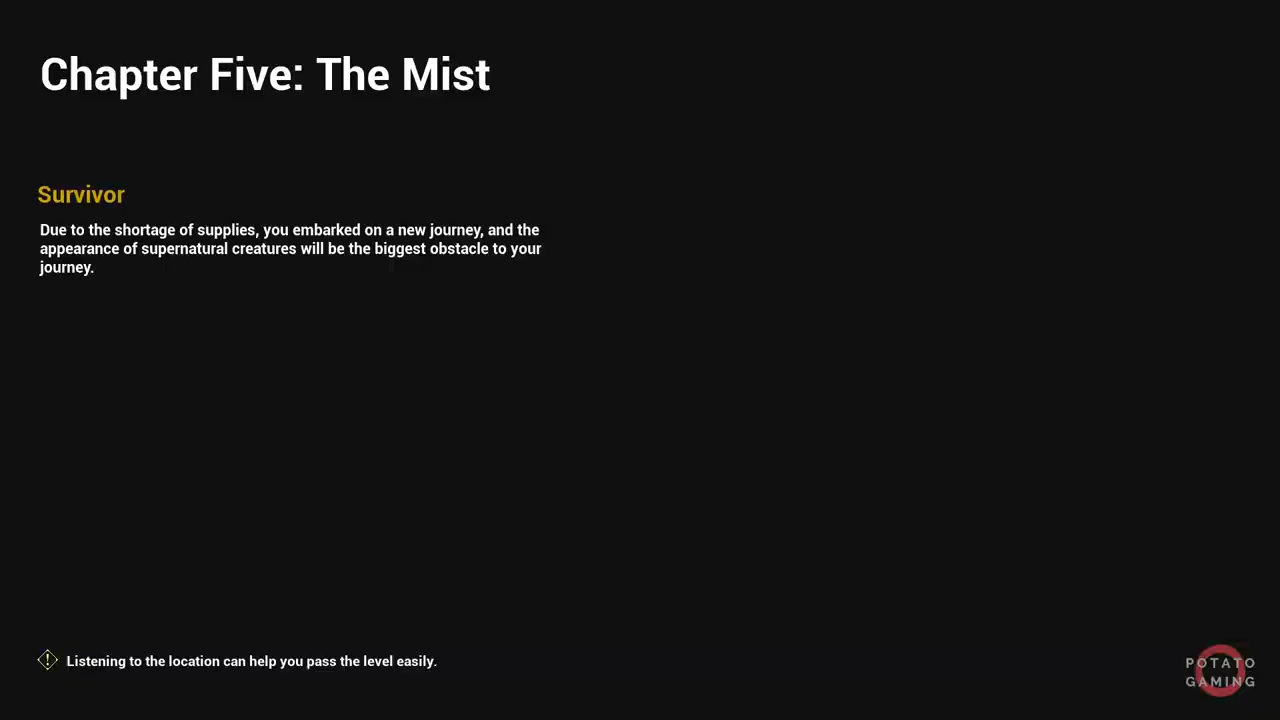 Chapter Five: The Mist
Survivor
Due to the shortage of supplies, you embarked on a new journey, and the
appearance of supernatural creatures will be the biggest obstacle to your
journey.
Listening to the location can help you pass the level easily.
POTATO
GAMING